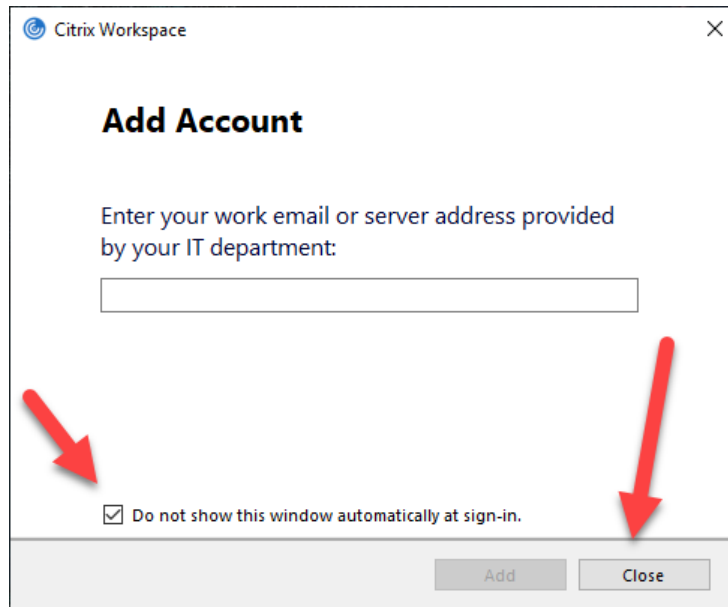 Citrix Workspace
Add Account
Enter your work email or server address provided
by your IT department:
Do not show this window automatically at sign-in.
Add
Close